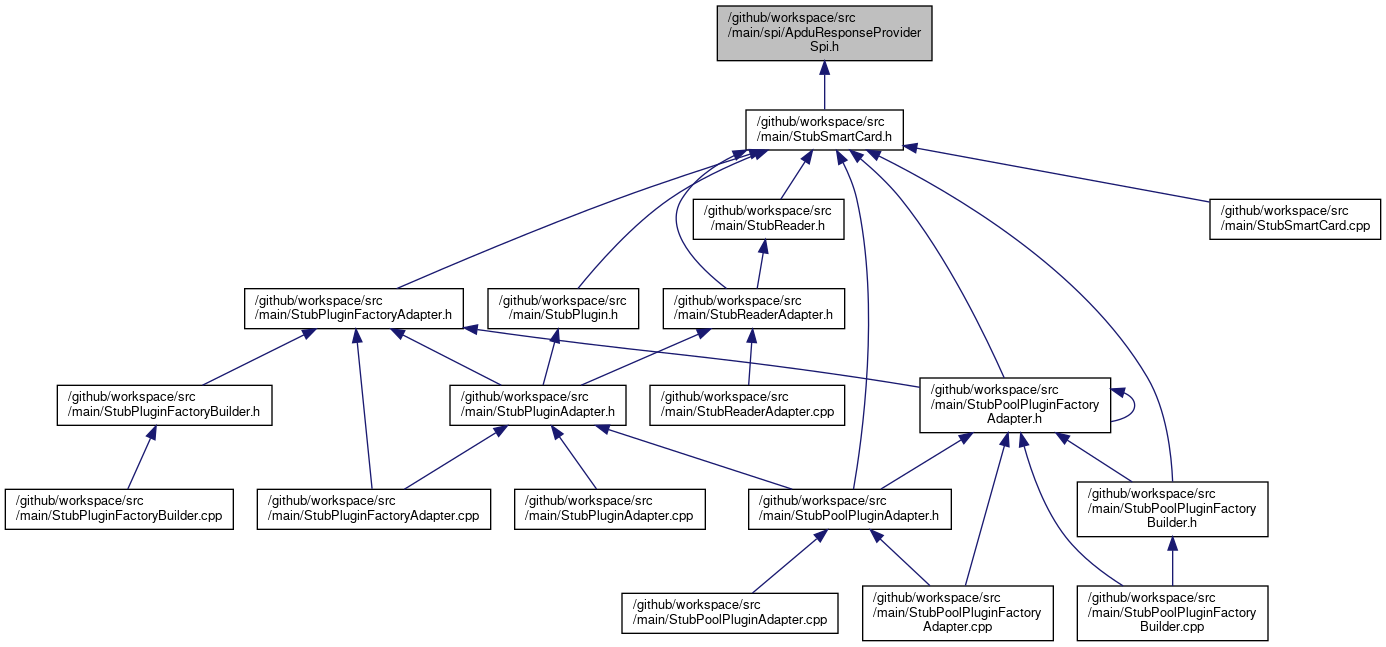 /github/workspace/src
/main/spi/ApduResponseProvider
Spi.h
/github/workspace/src
/main/StubSmartCard.h
/github/workspace/src
/main/StubReader.h
/github/workspace/src
/main/StubSmartCard.cpp
/github/workspace/src
/main/StubPluginFactoryAdapter.h
/github/workspace/src
/main/StubPlugin.h
/github/workspace/src
/main/StubReaderAdapter.h
/github/workspace/src
/main/StubPluginFactoryBuilder.h
/github/workspace/src
/main/StubPluginAdapter.h
/github/workspace/src
/main/StubReaderAdapter.cpp
/github/workspace/src
/main/StubPoolPluginFactory
Adapter.h
/github/workspace/src
/main/StubPluginFactoryBuilder.cpp
/github/workspace/src
/main/StubPluginFactoryAdapter.cpp
/github/workspace/src
/main/StubPluginAdapter.cpp
/github/workspace/src
/main/StubPoolPluginAdapter.h
/github/workspace/src
/main/StubPoolPluginFactory
Builder.h
/github/workspace/src
/main/StubPoolPluginAdapter.cpp
/github/workspace/src
/main/StubPoolPluginFactory
Adapter.cpp
/github/workspace/src
/main/StubPoolPluginFactory
Builder.cpp